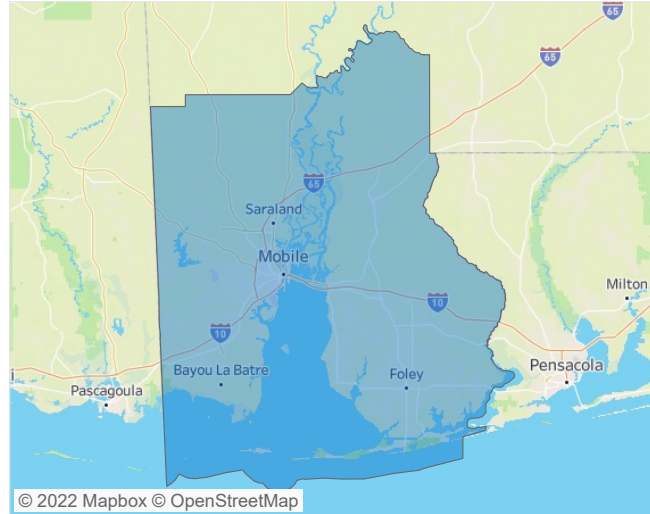 65
65
65
Saraland
Mobile
10
Milton
10
Pensacola
Bayou La Batre
Foley
i
Pascagoula
© 2022 Mapbox © OpenStreetMap